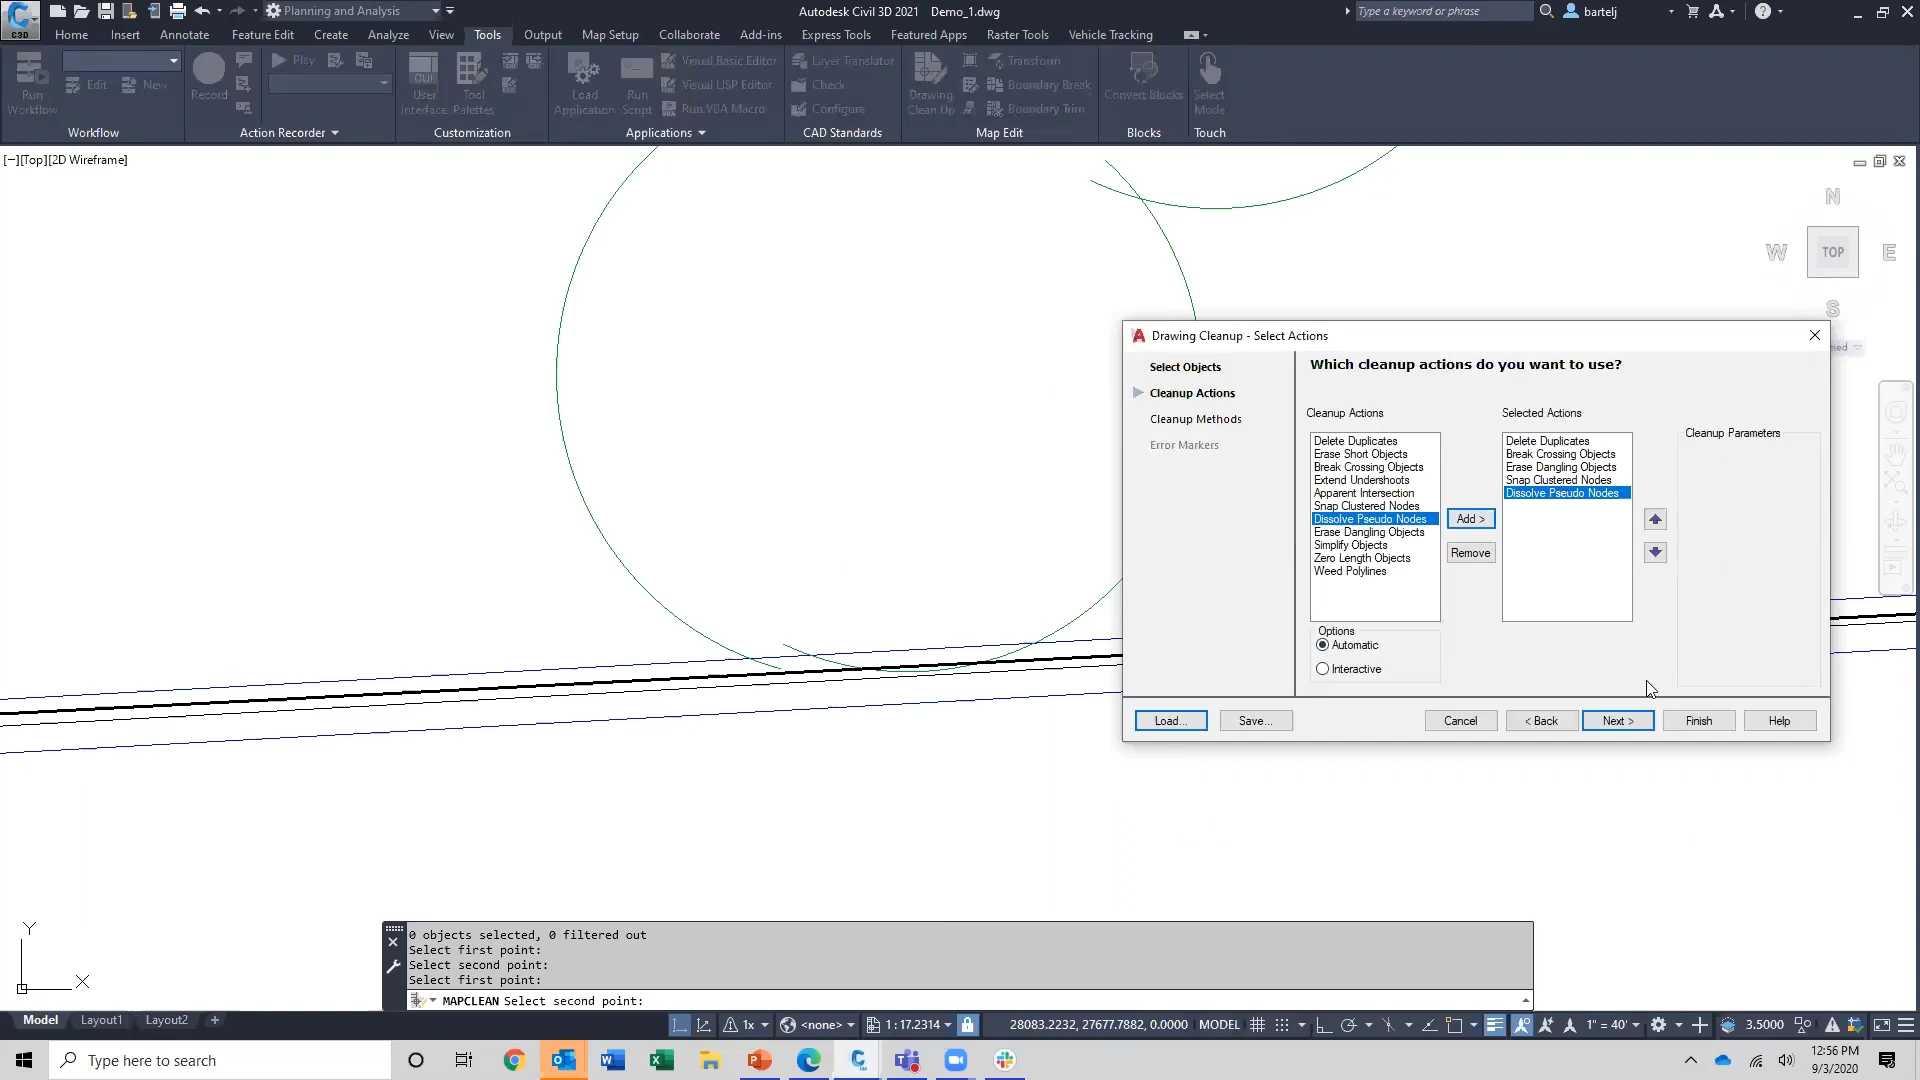 C3D
Planning and Analysis
Autodesk Civil 3D 2021 Demo_1.dwg
Type a keyword or phrase
bartelj
Home Insert Annotate Feature Edit Create Analyze View Tools Output Map Setup Collaborate Add-ins Express Tools Featured Apps Raster Tools Vehicle Tracking
Run Workflow
Edit New
Workflow
Record
Play
Action Recorder
CUI
User Interface
Tool Palettes
Customization
Load Application
Run Script
Visual Basic Editor
Visual LISP Editor
Run VBA Macro
Applications
Layer Translator
Check
Configure
CAD Standards
Drawing Clean Up
Transform
Boundary Break
Boundary Trim
Map Edit
Convert Blocks
Blocks
Select Mode
Touch
[−][Top][2D Wireframe]
N
W TOP E
S
med
Drawing Cleanup - Select Actions
Select Objects
Cleanup Actions
Cleanup Methods
Error Markers
Which cleanup actions do you want to use?
Cleanup Actions
Delete Duplicates
Erase Short Objects
Break Crossing Objects
Extend Undershoots
Apparent Intersection
Snap Clustered Nodes
Dissolve Pseudo Nodes
Erase Dangling Objects
Simplify Objects
Zero Length Objects
Weed Polylines
Add >
Remove
Selected Actions
Delete Duplicates
Break Crossing Objects
Erase Dangling Objects
Snap Clustered Nodes
Dissolve Pseudo Nodes
Cleanup Parameters
Options
Automatic
Interactive
Load... Save... Cancel < Back Next > Finish Help
Y
X
0 objects selected, 0 filtered out
Select first point:
Select second point:
Select first point:
MAPCLEAN Select second point:
Model Layout1 Layout2 +
1x <none> 1:17.2314 28083.2232, 27677.7882, 0.0000 MODEL 1" = 40' 3.5000
Type here to search
12:56 PM
9/3/2020